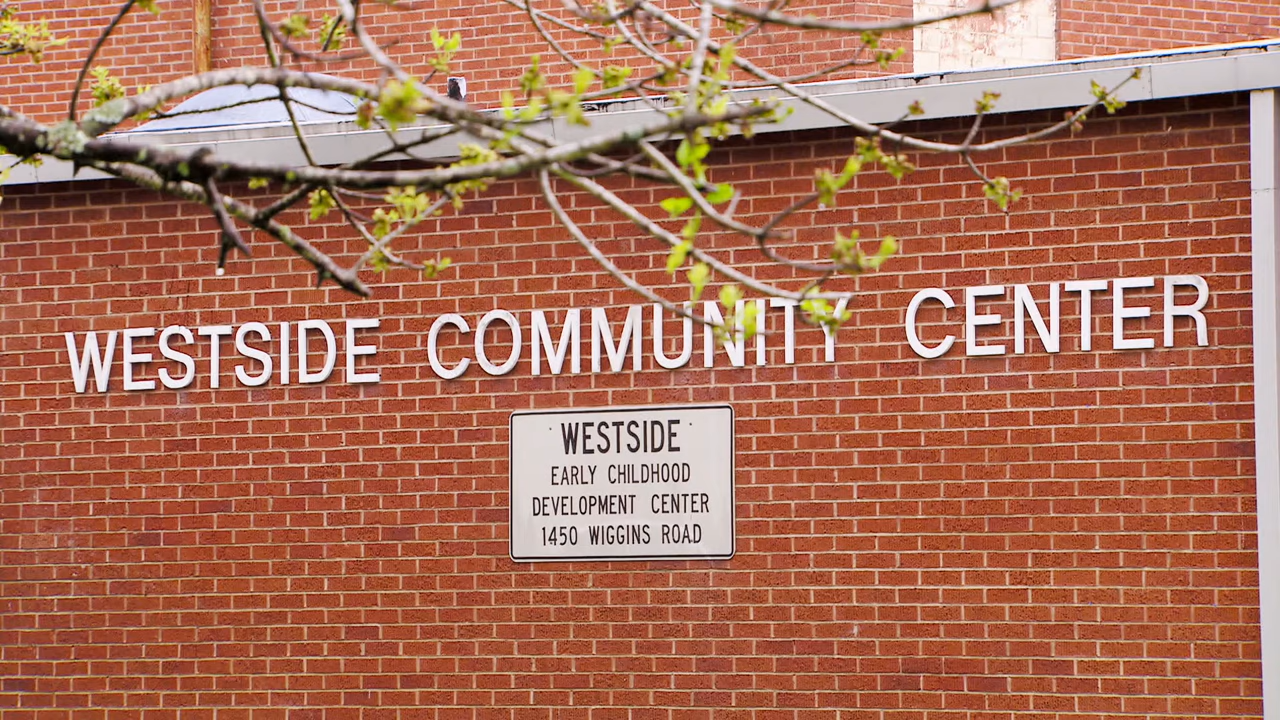 WESTSIDE COMMUNITY CENTER
WESTSIDE
EARLY CHILDHOOD
DEVELOPMENT CENTER
1450 WIGGINS ROAD